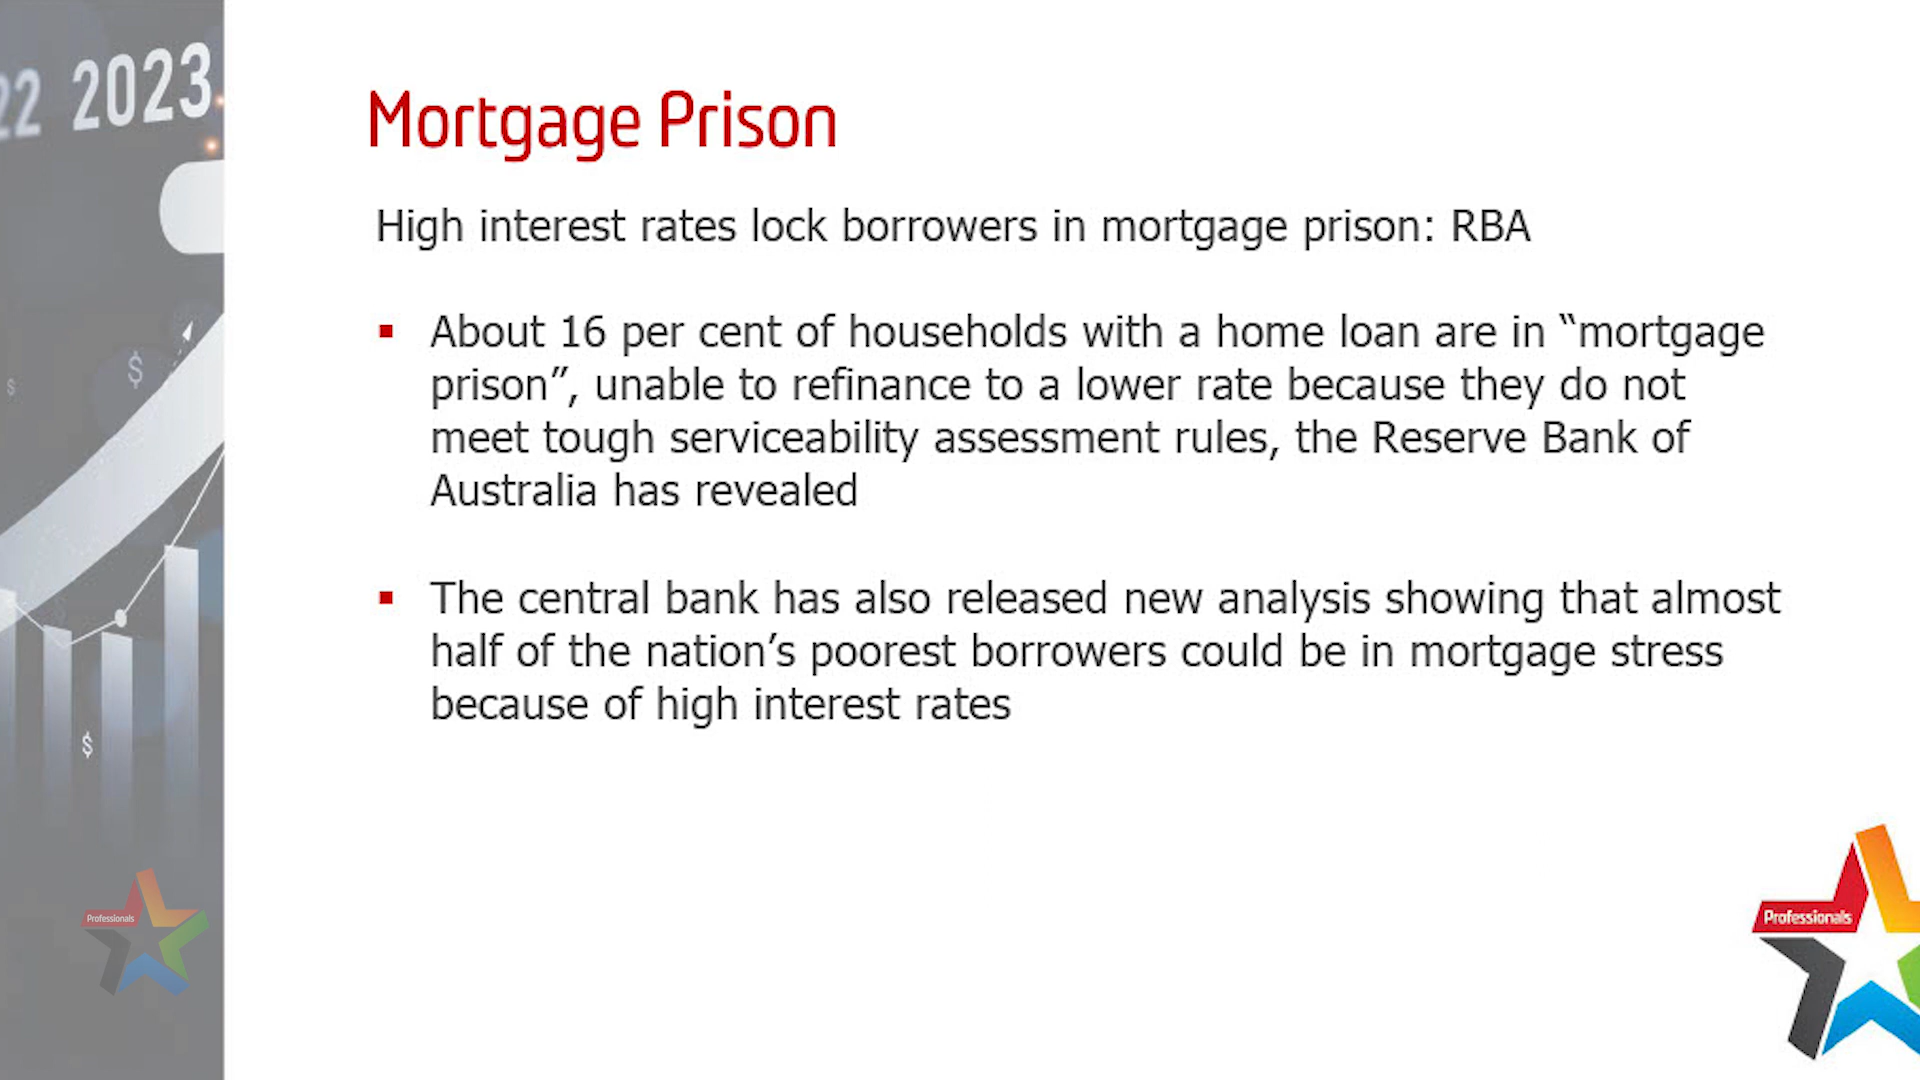 22 2023
Mortgage Prison
High interest rates lock borrowers in mortgage prison: RBA
▪ About 16 per cent of households with a home loan are in “mortgage
prison”, unable to refinance to a lower rate because they do not
meet tough serviceability assessment rules, the Reserve Bank of
Australia has revealed
▪ The central bank has also released new analysis showing that almost
half of the nation’s poorest borrowers could be in mortgage stress
because of high interest rates
$
$
$
Professionals
Professionals